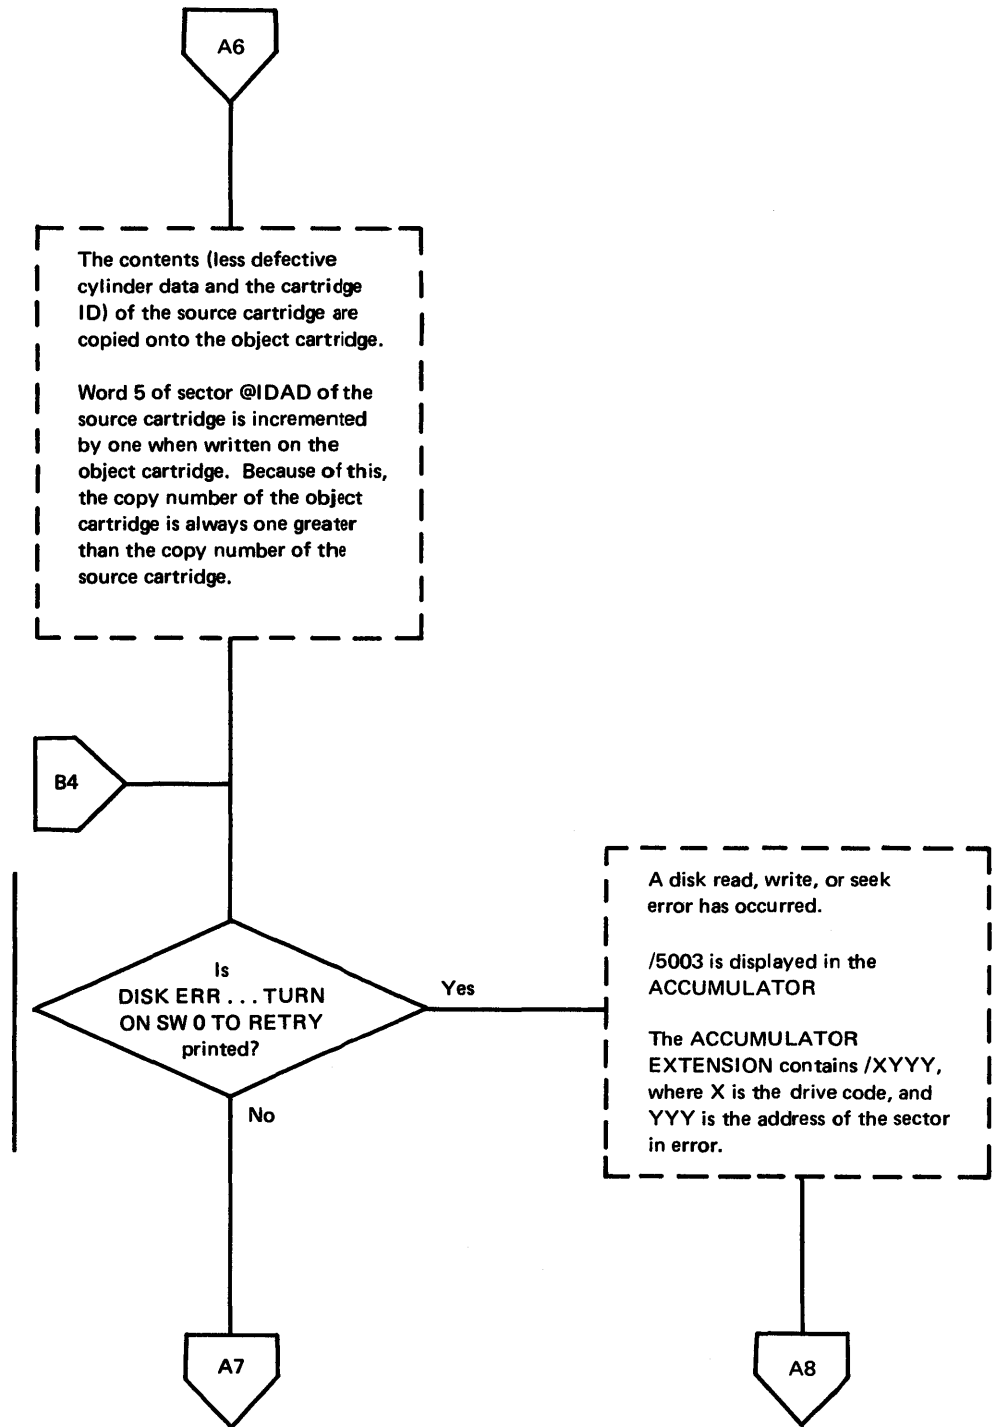 A6
The contents (less defective
cylinder data and the cartridge
ID) of the source cartridge are
copied onto the object cartridge.
Word 5 of sector @IDAD of the
source cartridge is incremented
by one when written on the
object cartridge. Because of this,
the copy number of the object
cartridge is always one greater
than the copy number of the
source cartridge.
B4
Is
DISK ERR . . . TURN
ON SW 0 TO RETRY
printed?
Yes
No
A disk read, write, or seek
error has occurred.
/5003 is displayed in the
ACCUMULATOR
The ACCUMULATOR
EXTENSION contains /XYYY,
where X is the drive code, and
YYY is the address of the sector
in error.
A7
A8